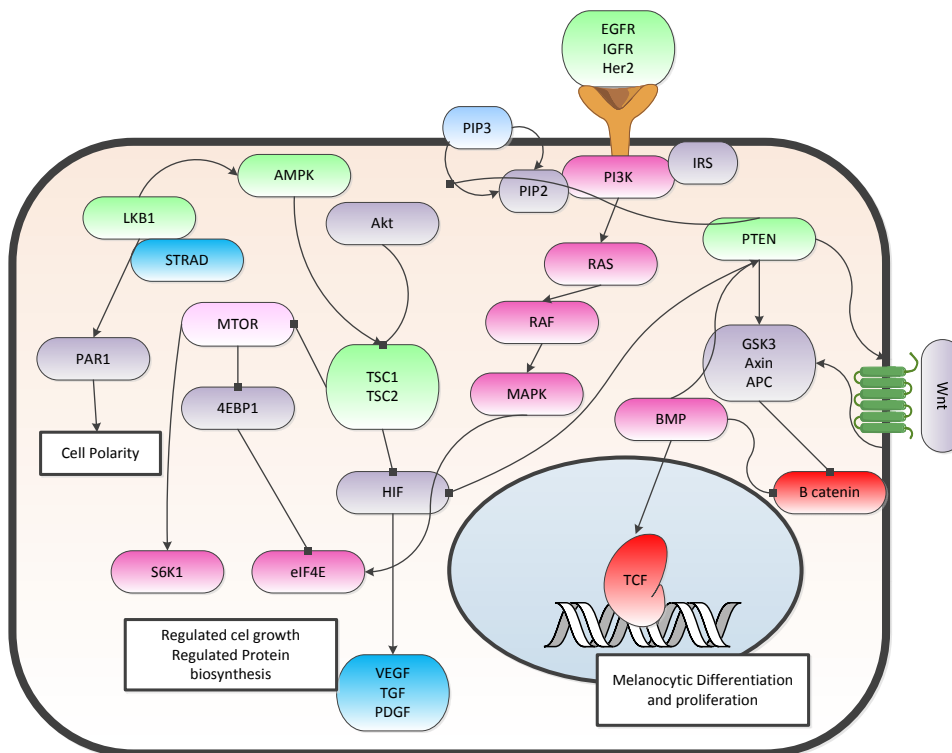 EGFR
IGFR
Her2
PIP3
IRS
AMPK
PI3K
PIP2
LKB1
Akt
PTEN
STRAD
RAS
MTOR
RAF
PAR1
GSK3
Axin
APC
TSC1
TSC2
MAPK
Wnt
4EBP1
BMP
Cell Polarity
HIF
B catenin
S6K1
eIF4E
TCF
Regulated cel growth
Regulated Protein
biosynthesis
VEGF
TGF
PDGF
Melanocytic Differentiation
and proliferation